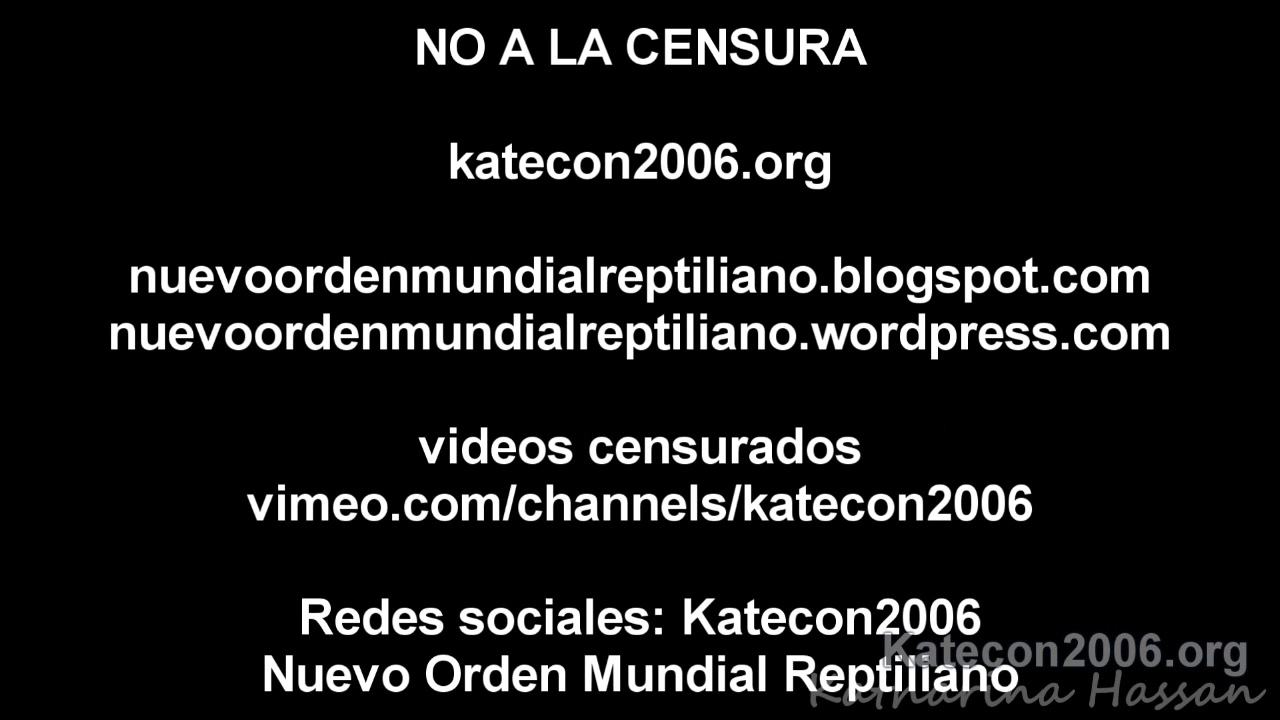 NO A LA CENSURA
katecon2006.org
nuevoordenmundialreptiliano.blogspot.com
nuevoordenmundialreptiliano.wordpress.com
videos censurados
vimeo.com/channels/katecon2006
Redes sociales: Katecon2006
Nuevo Orden Mundial Reptiliano
Katecon2006.org
Katharina Hassan